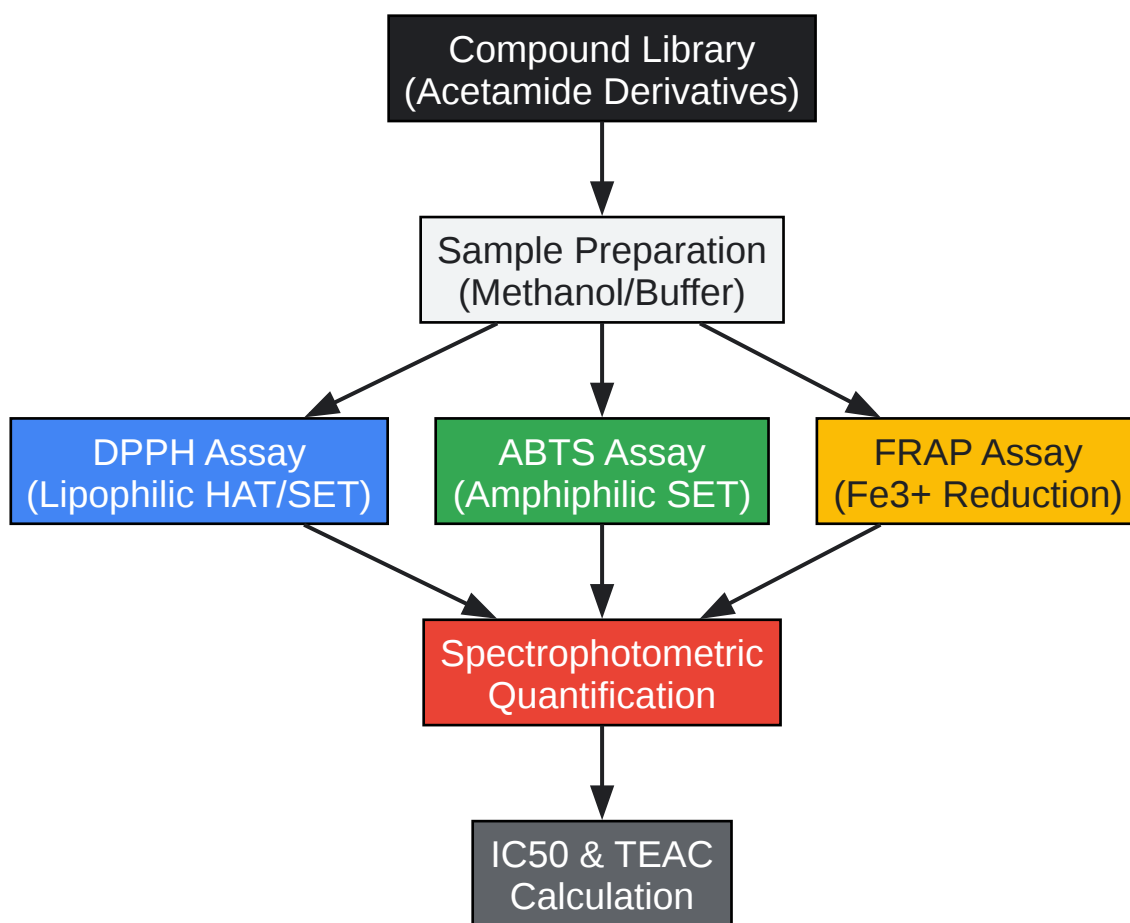 Compound Library
(Acetamide Derivatives)
Sample Preparation
(Methanol/Buffer)
DPPH Assay
(Lipophilic HAT/SET)
ABTS Assay
(Amphiphilic SET)
FRAP Assay
(Fe3+ Reduction)
Spectrophotometric
Quantification
IC50 & TEAC
Calculation